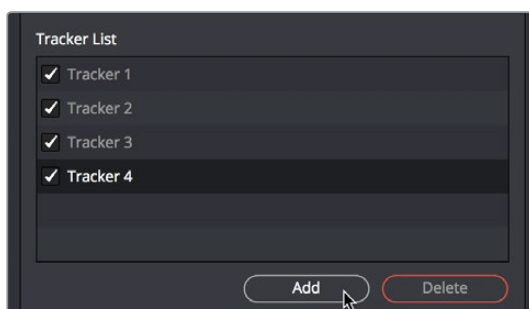 Tracker List
Tracker 1
Tracker 2
Tracker 3
Tracker 4
Add Delete